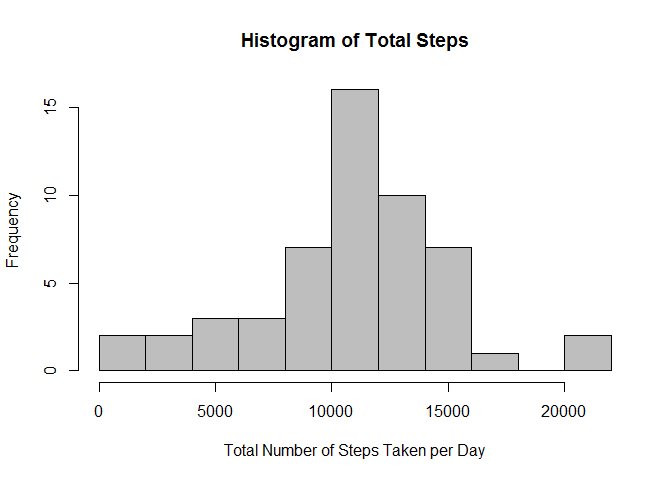 Histogram of Total Steps
Frequency
15
10
5
0
0 5000 10000 15000 20000
Total Number of Steps Taken per Day